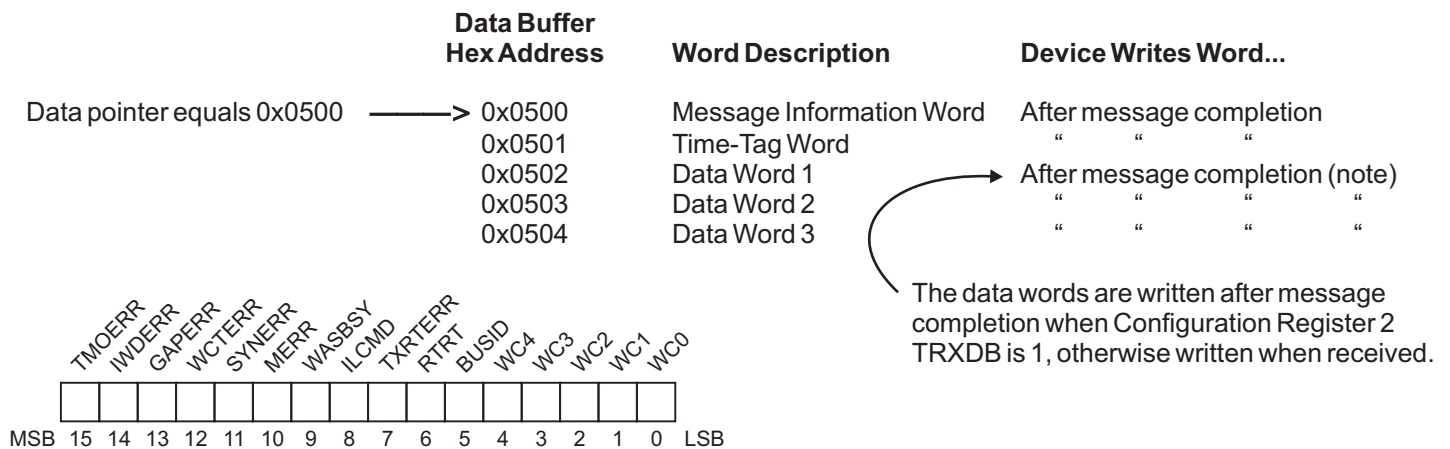 Data Buffer
Hex Address Word Description Device Writes Word...
Data pointer equals 0x0500 > 0x0500 Message Information Word After message completion
0x0501 Time-Tag Word “ “ “
0x0502 Data Word 1 After message completion (note)
0x0503 Data Word 2 “ “ “ “
0x0504 Data Word 3 “ “ “ “
The data words are written after message
completion when Configuration Register 2
TRXDB is 1, otherwise written when received.
TMOERR IWDERR GAPERR WCTERR SYNERR MERR WASBSY ILCMD TXRTERR RTRT BUSID WC4 WC3 WC2 WC1 WC0
MSB 15 14 13 12 11 10 9 8 7 6 5 4 3 2 1 0 LSB